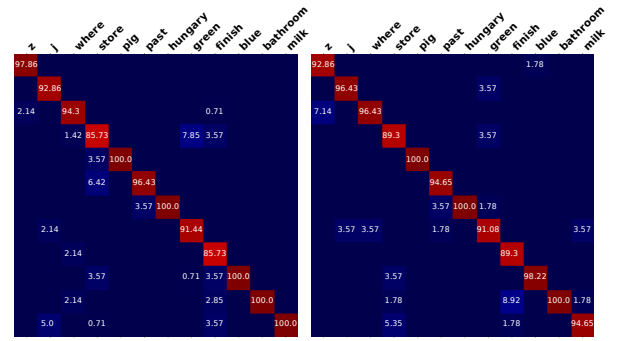 z j where store pig past hungary green finish blue bathroom milk z j where store pig past hungary green finish blue bathroom milk
97.86 92.86 1.78
92.86 96.43 3.57
2.14 94.3 0.71 7.14 96.43
1.42 85.73 7.85 3.57 89.3 3.57
3.57 100.0 100.0
6.42 96.43 94.65
3.57 100.0 3.57 100.0 1.78
2.14 91.44 3.57 3.57 1.78 91.08 3.57
2.14 85.73 89.3
3.57 0.71 3.57 100.0 3.57 98.22
2.14 2.85 100.0 1.78 8.92 100.0 1.78
5.0 0.71 3.57 100.0 5.35 1.78 94.65